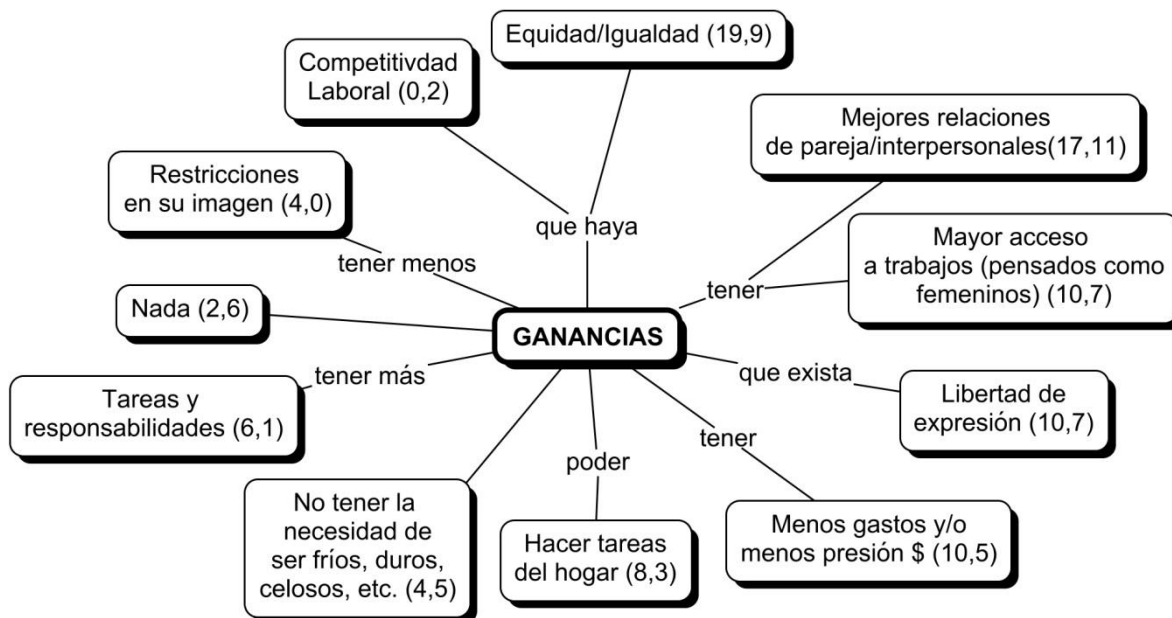 Equidad/Igualdad (19,9)
Competitivdad
Laboral (0,2)
Mejores relaciones
de pareja/interpersonales(17,11)
Restricciones
en su imagen (4,0)
que haya
Mayor acceso
a trabajos (pensados como
femeninos) (10,7)
tener menos
tener
Nada (2,6)
GANANCIAS
tener más
que exista
Tareas y
responsabilidades (6,1)
Libertad de
expresión (10,7)
tener
poder
No tener la
necesidad de
ser fríos, duros,
celosos, etc. (4,5)
Hacer tareas
del hogar (8,3)
Menos gastos y/o
menos presión $ (10,5)